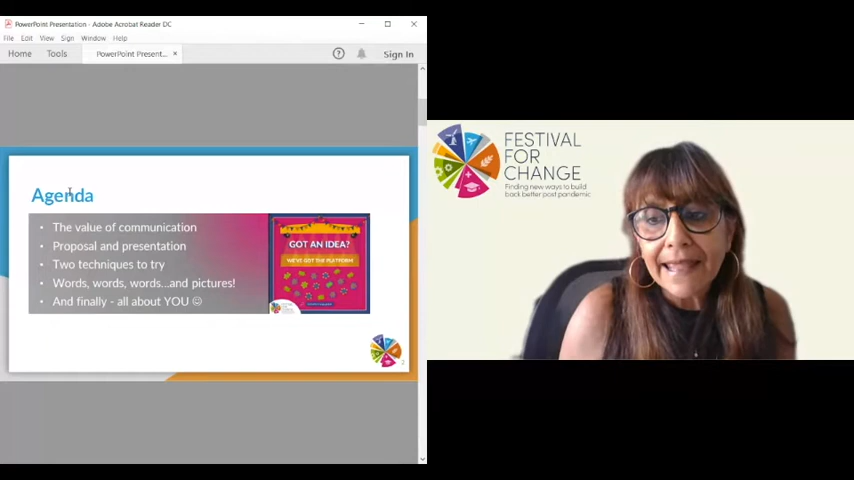 PowerPoint Presentation - Adobe Acrobat Reader DC
File Edit View Sign Window Help
Home Tools PowerPoint Present... × ? Sign In
Agenda
• The value of communication
• Proposal and presentation
• Two techniques to try
• Words, words, words...and pictures!
• And finally - all about YOU ☺
GOT AN IDEA?
WE'VE GOT THE PLATFORM
2
FESTIVAL
FOR
CHANGE
Finding new ways to build
back better post pandemic